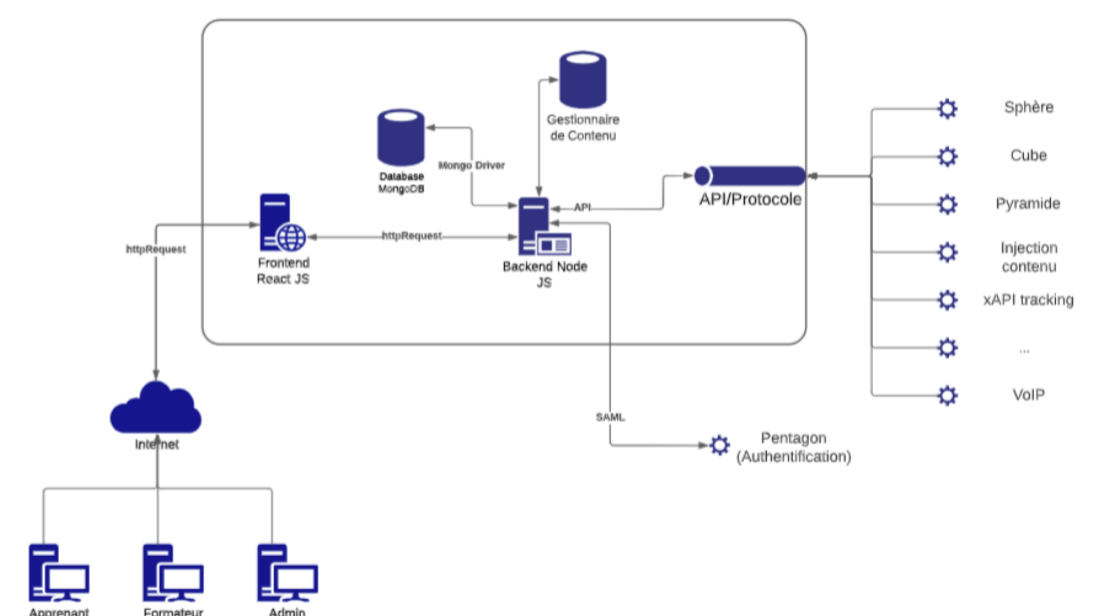 Gestionnaire
de Contenu
Database
MongoDB
Mongo Driver
API
API/Protocole
httpRequest
httpRequest
Frontend
React JS
Backend Node
JS
Sphère
Cube
Pyramide
Injection
contenu
xAPI tracking
...
VoIP
SAML
Pentagon
(Authentification)
Internet
Apprenant
Formateur
Admin